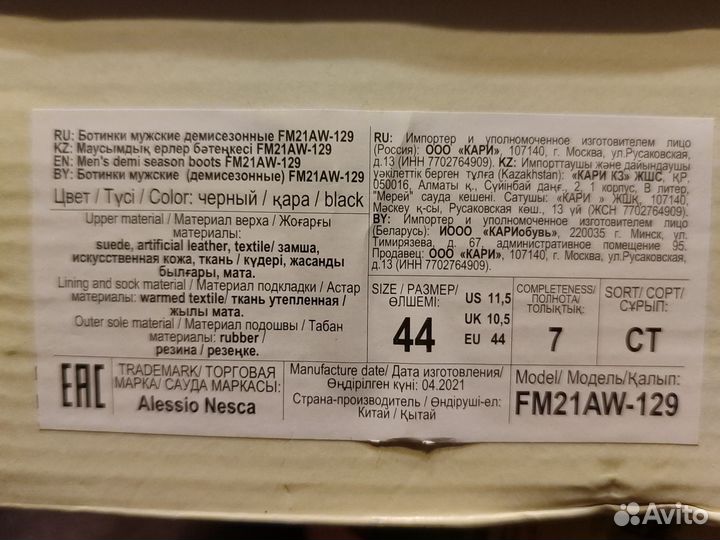 RU: Ботинки мужские демисезонные FM21AW-129
KZ: Маусымдық ерлер бәтеңкесі FM21AW-129
EN: Men's demi season boots FM21AW-129
BY: Ботинки мужские (демисезонные) FM21AW-129
Цвет / Түсі / Color: черный / қара / black
Upper material / Материал верха / Жоғарғы
материалы:
suede, artificial leather, textile/ замша,
искусственная кожа, ткань / күдері, жасанды
былғары, мата.
Lining and sock material / Материал подкладки / Астар
материалы: warmed textile/ ткань утепленная /
жылы мата.
Outer sole material / Материал подошвы / Табан
материалы: rubber /
резина / резеңке.
RU: Импортер и уполномоченное изготовителем лицо
(Россия): ООО «КАРИ», 107140, г. Москва, ул.Русаковская,
д.13 (ИНН 7702764909). KZ: Импорттаушы және дайындаушы
уәкілеттік берген тұлға (Kazakhstan): «КАРИ КЗ» ЖШС, ҚР,
050016, Алматы қ., Сүйінбай даңғ., 2, 1 корпус, В литер,
"Мерей" сауда кешені. Сатушы: «КАРИ » ЖШҚ, 107140,
Мәскеу қ-сы, Русаковская көш., 13 үй (ЖСН 7702764909).
BY: Импортер и уполномоченное изготовителем лицо
(Беларусь): ИООО «КАРИобувь», 220035 г. Минск, ул.
Тимирязева, д. 67, административное помещение 95.
Продавец: ООО «КАРИ», 107140, г. Москва, ул.Русаковская,
д.13 (ИНН 7702764909)
SIZE / РАЗМЕР/
ӨЛШЕМІ:
44
US 11,5
UK 10,5
EU 44
COMPLETENESS/
ПОЛНОТА/
ТОЛЫҚТЫҚ:
7
SORT/ СОРТ/
СҰРЫП:
СТ
EAC
TRADEMARK/ ТОРГОВАЯ
МАРКА/ САУДА МАРКАСЫ:
Alessio Nesca
Manufacture date/ Дата изготовления/
Өңдірілген күні: 04.2021
Страна-производитель / Өндіруші-ел:
Китай / Қытай
Model/ Модель/Қалып:
FM21AW-129
Avito